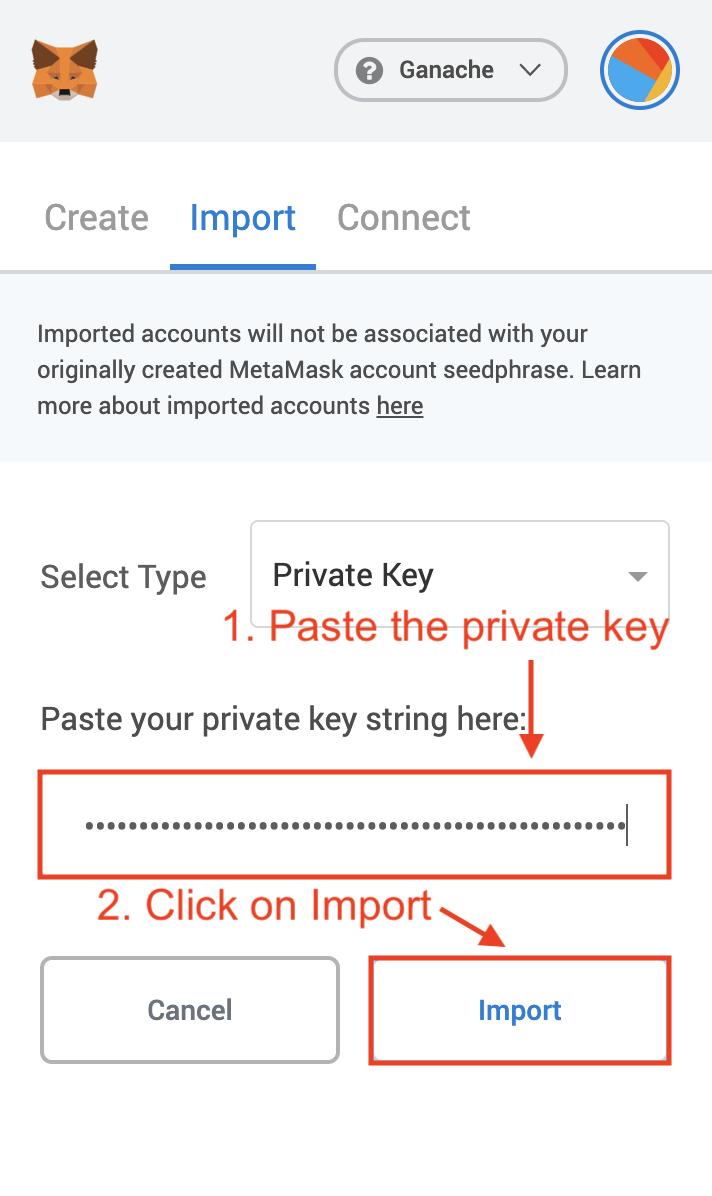 Ganache
Create Import Connect
Imported accounts will not be associated with your
originally created MetaMask account seedphrase. Learn
more about imported accounts here
Select Type
Private Key
1. Paste the private key
Paste your private key string here:
2. Click on Import
Cancel
Import